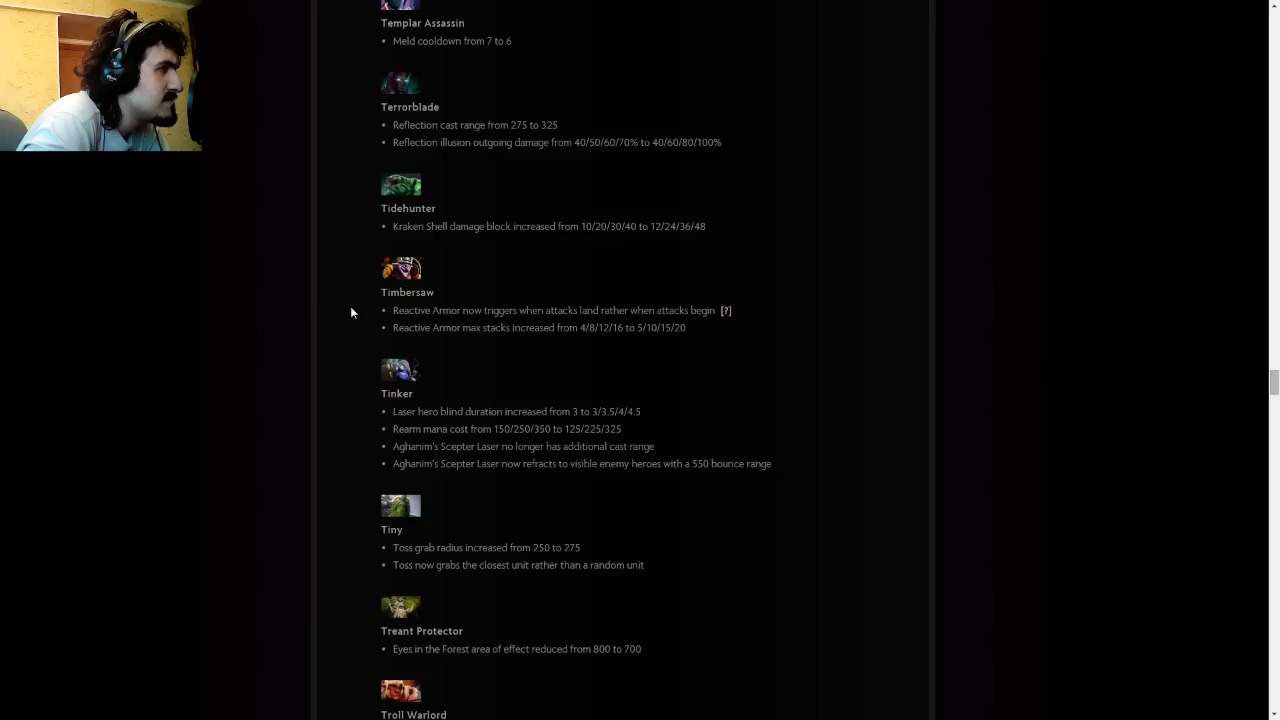 Templar Assassin
• Meld cooldown from 7 to 6
Terrorblade
• Reflection cast range from 275 to 325
• Reflection illusion outgoing damage from 40/50/60/70% to 40/60/80/100%
Tidehunter
• Kraken Shell damage block increased from 10/20/30/40 to 12/24/36/48
Timbersaw
• Reactive Armor now triggers when attacks land rather when attacks begin [?]
• Reactive Armor max stacks increased from 4/8/12/16 to 5/10/15/20
Tinker
• Laser hero blind duration increased from 3 to 3/3.5/4/4.5
• Rearm mana cost from 150/250/350 to 125/225/325
• Aghanim's Scepter Laser no longer has additional cast range
• Aghanim's Scepter Laser now refracts to visible enemy heroes with a 550 bounce range
Tiny
• Toss grab radius increased from 250 to 275
• Toss now grabs the closest unit rather than a random unit
Treant Protector
• Eyes in the Forest area of effect reduced from 800 to 700
Troll Warlord